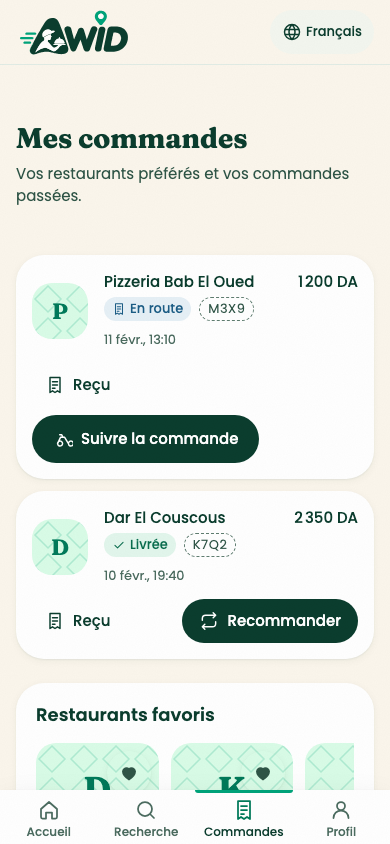 AWID
Français
Mes commandes
Vos restaurants préférés et vos commandes
passées.
P
Pizzeria Bab El Oued
1 200 DA
En route
M3X9
11 févr., 13:10
Reçu
Suivre la commande
D
Dar El Couscous
2 350 DA
Livrée
K7Q2
10 févr., 19:40
Reçu
Recommander
Restaurants favoris
D
K
Accueil
Recherche
Commandes
Profil